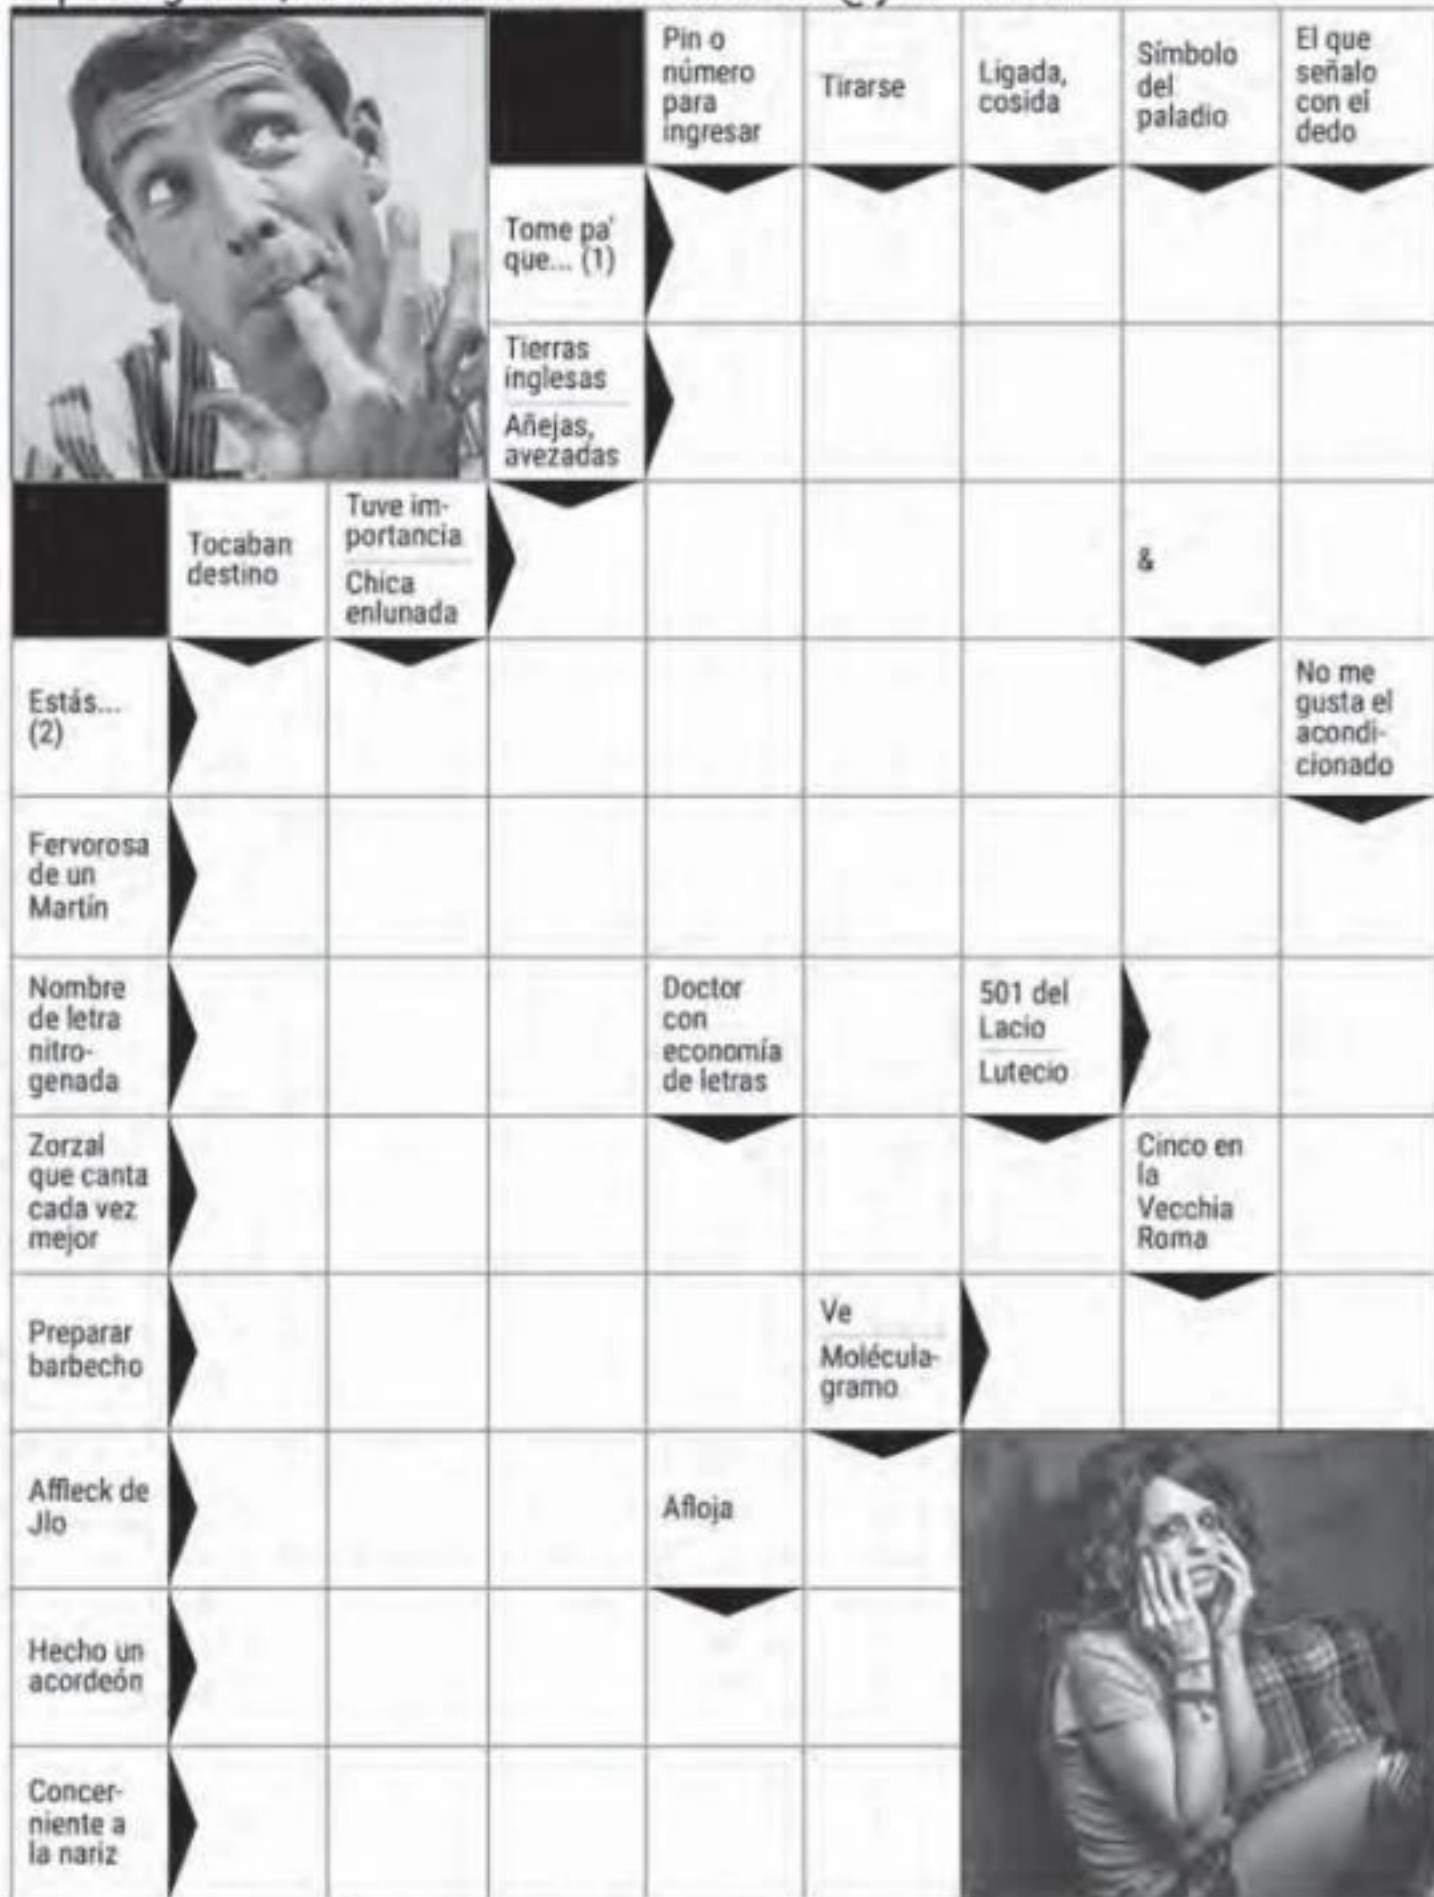 Pin o
número
para
ingresar
Tirarse
Ligada,
cosida
Símbolo
del
paladio
El que
señalo
con el
dedo
Tome pa'
que... (1)
Tierras
inglesas
Añejas,
avezadas
Tocaban
destino
Tuve im-
portancia
Chica
enlunada
&
Estás...
(2)
No me
gusta el
acondi-
cionado
Fervorosa
de un
Martín
Nombre
de letra
nitro-
genada
Doctor
con
economía
de letras
501 del
Lacio
Lutecio
Zorzal
que canta
cada vez
mejor
Cinco en
la
Vecchia
Roma
Preparar
barbecho
Ve
Molécula-
gramo
Affleck de
Jlo
Afloja
Hecho un
acordeón
Concer-
niente a
la nariz